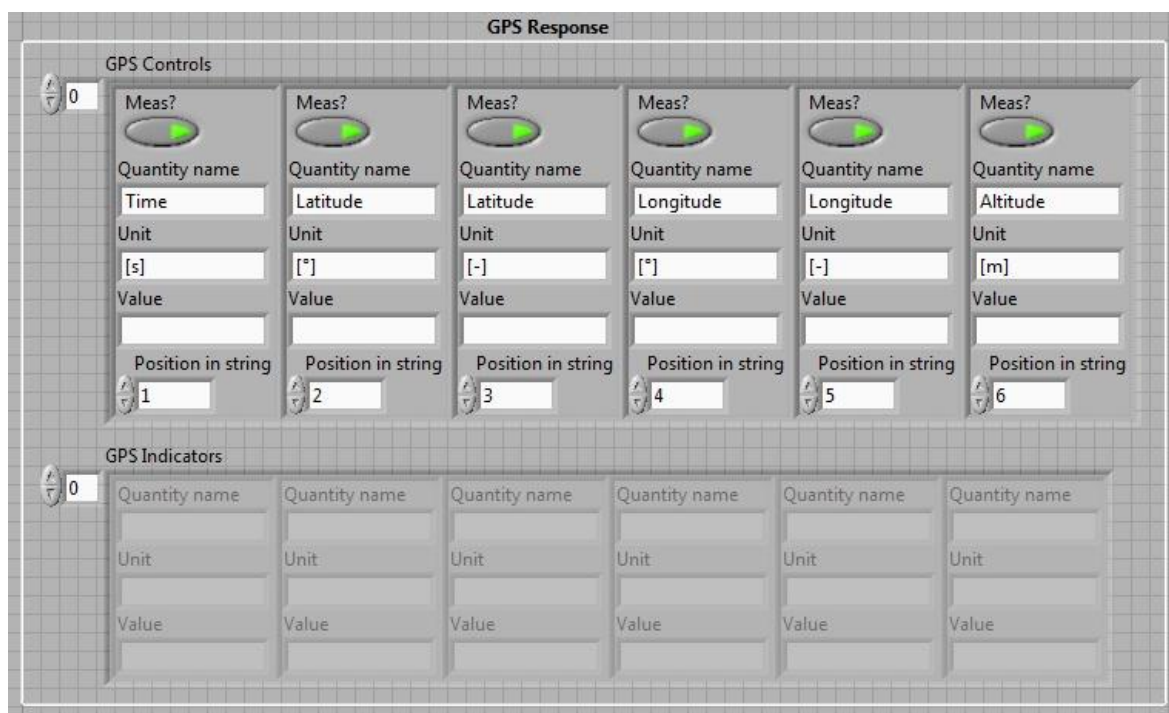 GPS Response
GPS Controls
0
Meas? Meas? Meas? Meas? Meas? Meas?
Quantity name Quantity name Quantity name Quantity name Quantity name Quantity name
Time Latitude Latitude Longitude Longitude Altitude
Unit Unit Unit Unit Unit Unit
[s] [°] [-] [°] [-] [m]
Value Value Value Value Value Value
Position in string Position in string Position in string Position in string Position in string Position in string
1 2 3 4 5 6
GPS Indicators
0
Quantity name Quantity name Quantity name Quantity name Quantity name Quantity name
Unit Unit Unit Unit Unit Unit
Value Value Value Value Value Value